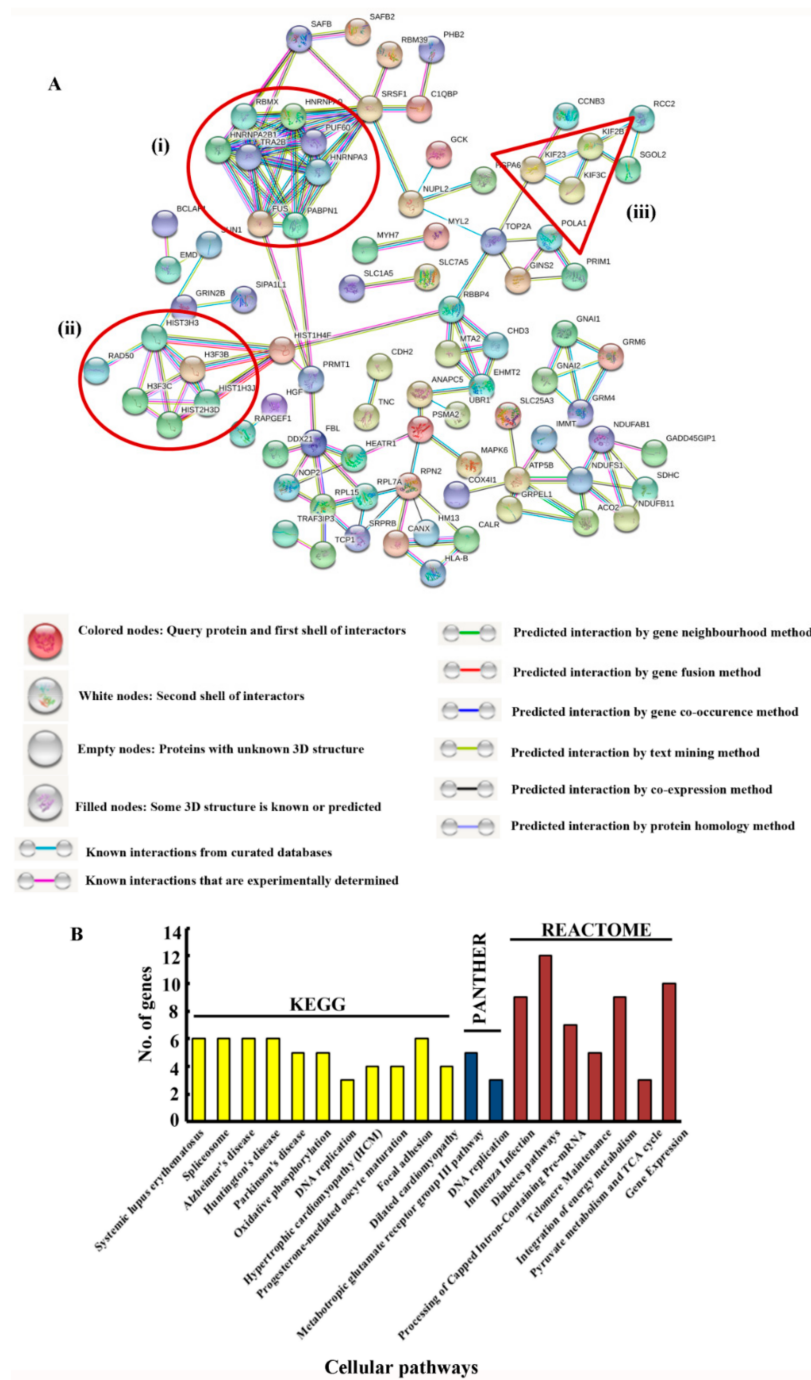 A
SAFB
SAFB2
RBM39
PHB2
SRSF1
C1QBP
RBMX
PUF60
HNRNPA2B1
TRA2B
HNRNPA3
(i)
FUS
PABPN1
GCK
NUPL2
CCNB3
RCC2
KIF2B
KIF23
SGOL2
KIF3C
(iii)
POLA1
TOP2A
GINS2
PRIM1
BCLAF1
EMD
SUN1
MYH7
MYL2
SLC1A5
SLC7A5
GRIN2B
SIPA1L1
(ii)
HIST3H3
HIST1H4F
RBBP4
MTA2
CHD3
GNAI1
GRM6
RAD50
H3F3B
PRMT1
CDH2
EHMT2
GNAI2
H3F3C
HIST1H3J
ANAPC5
UBR1
GRM4
HIST2H3D
HGF
TNC
SLC25A3
RAPGEF1
PSMA2
IMMT
NDUFAB1
DDX21
FBL
HEATR1
MAPK6
GADD45GIP1
NOP2
RPL7A
RPN2
COX4I1
ATP5B
NDUFS1
SDHC
RPL15
GRPEL1
NDUFB11
TRAF3IP3
SRPRB
HM13
CALR
ACO2
TCP1
CANX
HLA-B
Colored nodes: Query protein and first shell of interactors
White nodes: Second shell of interactors
Empty nodes: Proteins with unknown 3D structure
Filled nodes: Some 3D structure is known or predicted
Known interactions from curated databases
Known interactions that are experimentally determined
Predicted interaction by gene neighbourhood method
Predicted interaction by gene fusion method
Predicted interaction by gene co-occurence method
Predicted interaction by text mining method
Predicted interaction by co-expression method
Predicted interaction by protein homology method
B
No. of genes
14
12
10
8
6
4
2
0
KEGG
PANTHER
REACTOME
Systemic lupus erythematosus
Spliceosome
Alzheimer's disease
Huntington's disease
Parkinson's disease
Oxidative phosphorylation
DNA replication
Hypertrophic cardiomyopathy (HCM)
Progesterone-mediated oocyte maturation
Focal adhesion
Dilated cardiomyopathy
Metabotropic glutamate receptor group III pathway
DNA replication
Influenza Infection
Diabetes pathways
Processing of Capped Intron-Containing Pre-mRNA
Telomere Maintenance
Integration of energy metabolism
Pyruvate metabolism and TCA cycle
Gene Expression
Cellular pathways